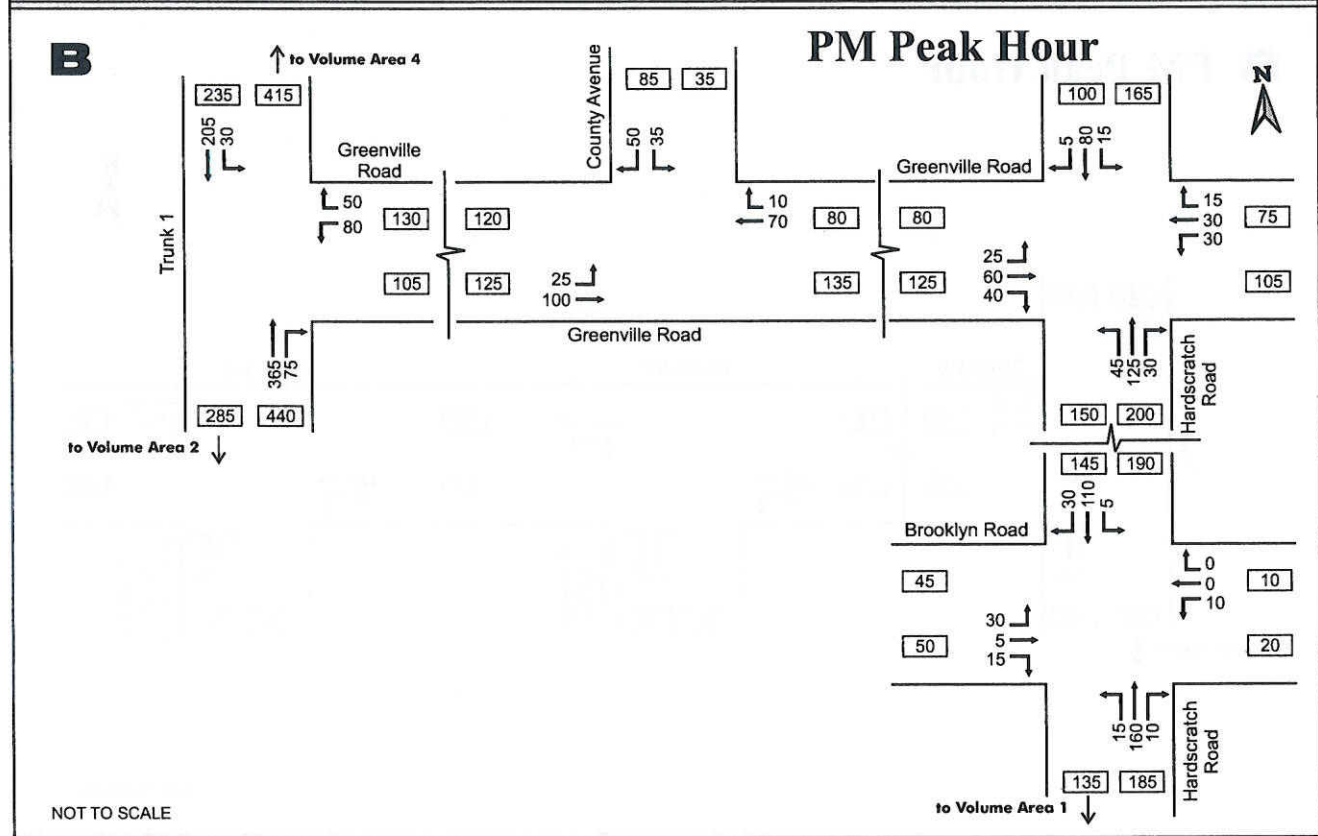 B
PM Peak Hour
to Volume Area 4
N
235 415
205
30
Trunk 1
Greenville
Road
50
80
130 120
105 125
365
75
285 440
to Volume Area 2
County Avenue
85 35
50
35
10
70
25
100
Greenville Road
80 80
135 125
Greenville Road
100 165
5
80
15
15
30
30
75
105
25
60
40
45
125
30
Hardscratch
Road
150 200
145 190
30
110
5
Brooklyn Road
45
50
0
0
10
10
20
30
5
15
15
160
10
Hardscratch
Road
135 185
to Volume Area 1
NOT TO SCALE